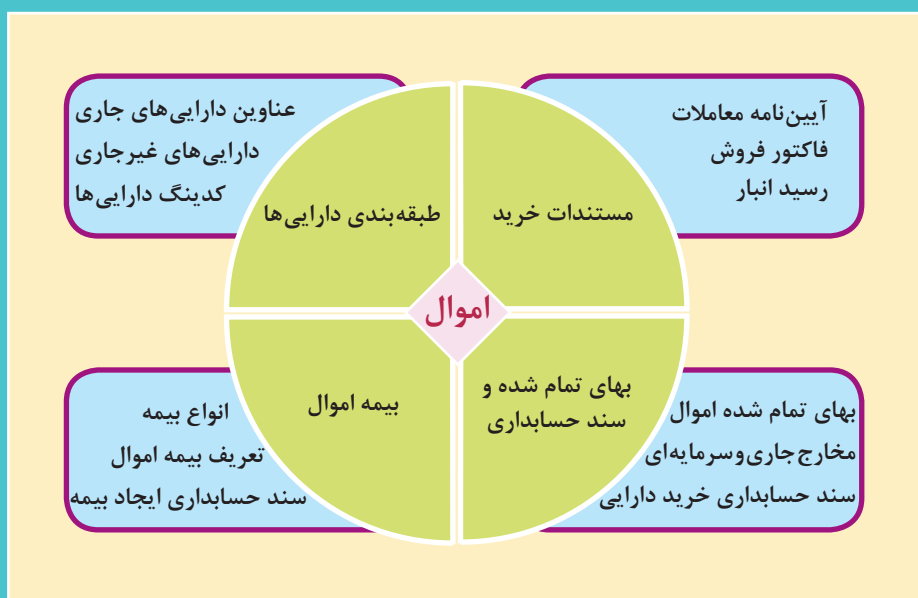 آیین‌نامه معاملات
فاکتور فروش
رسید انبار
مستندات خرید
عناوین دارایی‌های جاری
دارایی‌های غیرجاری
کدینگ دارایی‌ها
طبقه‌بندی دارایی‌ها
اموال
بهای تمام شده و
سند حسابداری
بهای تمام شده اموال
مخارج جاری و سرمایه‌ای
سند حسابداری خرید دارایی
بیمه اموال
انواع بیمه
تعریف بیمه اموال
سند حسابداری ایجاد بیمه